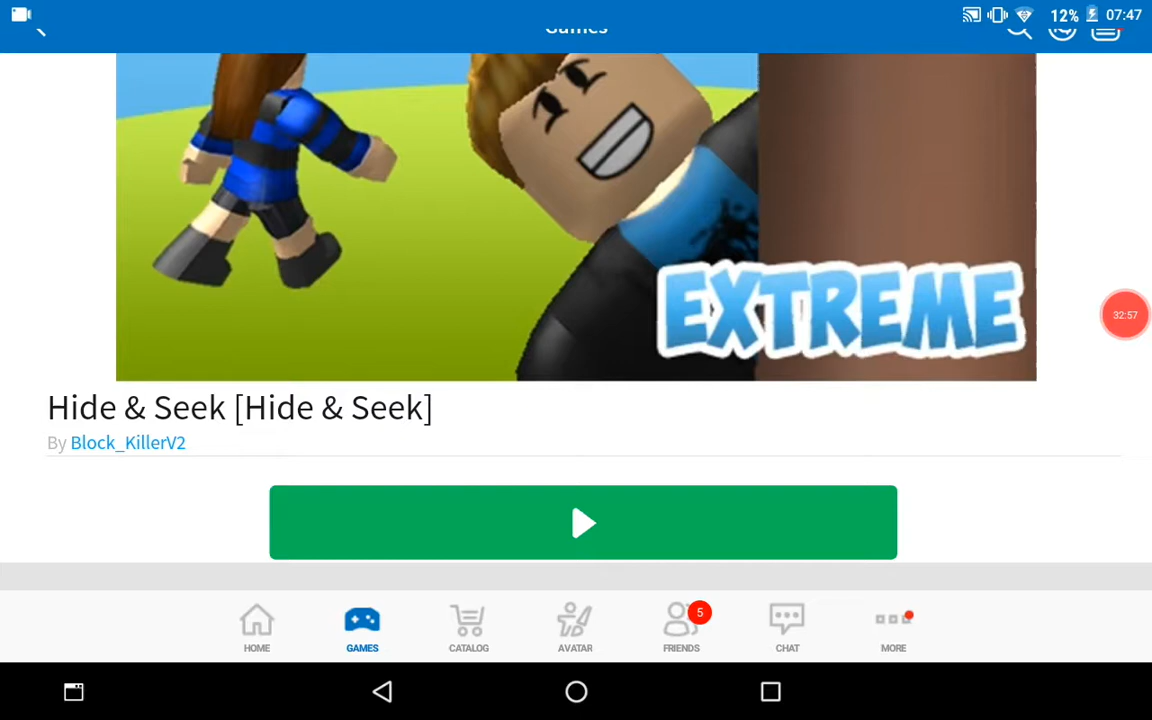 12% 07:47
Games
EXTREME
32:57
Hide & Seek [Hide & Seek]
By Block_KillerV2
5
HOME GAMES CATALOG AVATAR FRIENDS CHAT MORE